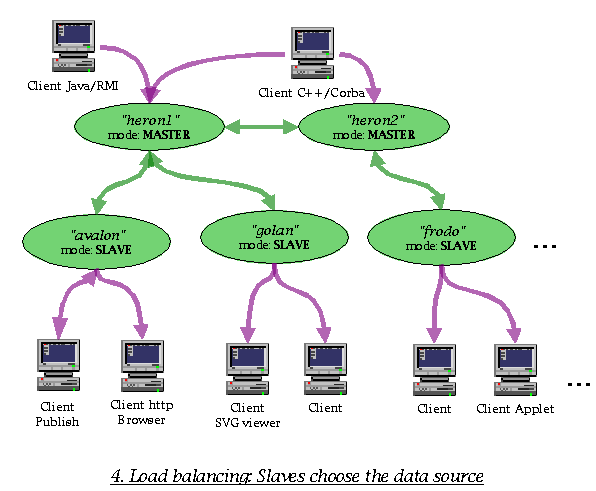 Client Java/RMI
Client C++/Corba
"heron1"
mode: MASTER
"heron2"
mode: MASTER
"avalon"
mode: SLAVE
"golan"
mode: SLAVE
"frodo"
mode: SLAVE
...
Client
Publish
Client http
Browser
Client
SVG viewer
Client
Client
Client Applet
...
4. Load balancing: Slaves choose the data source